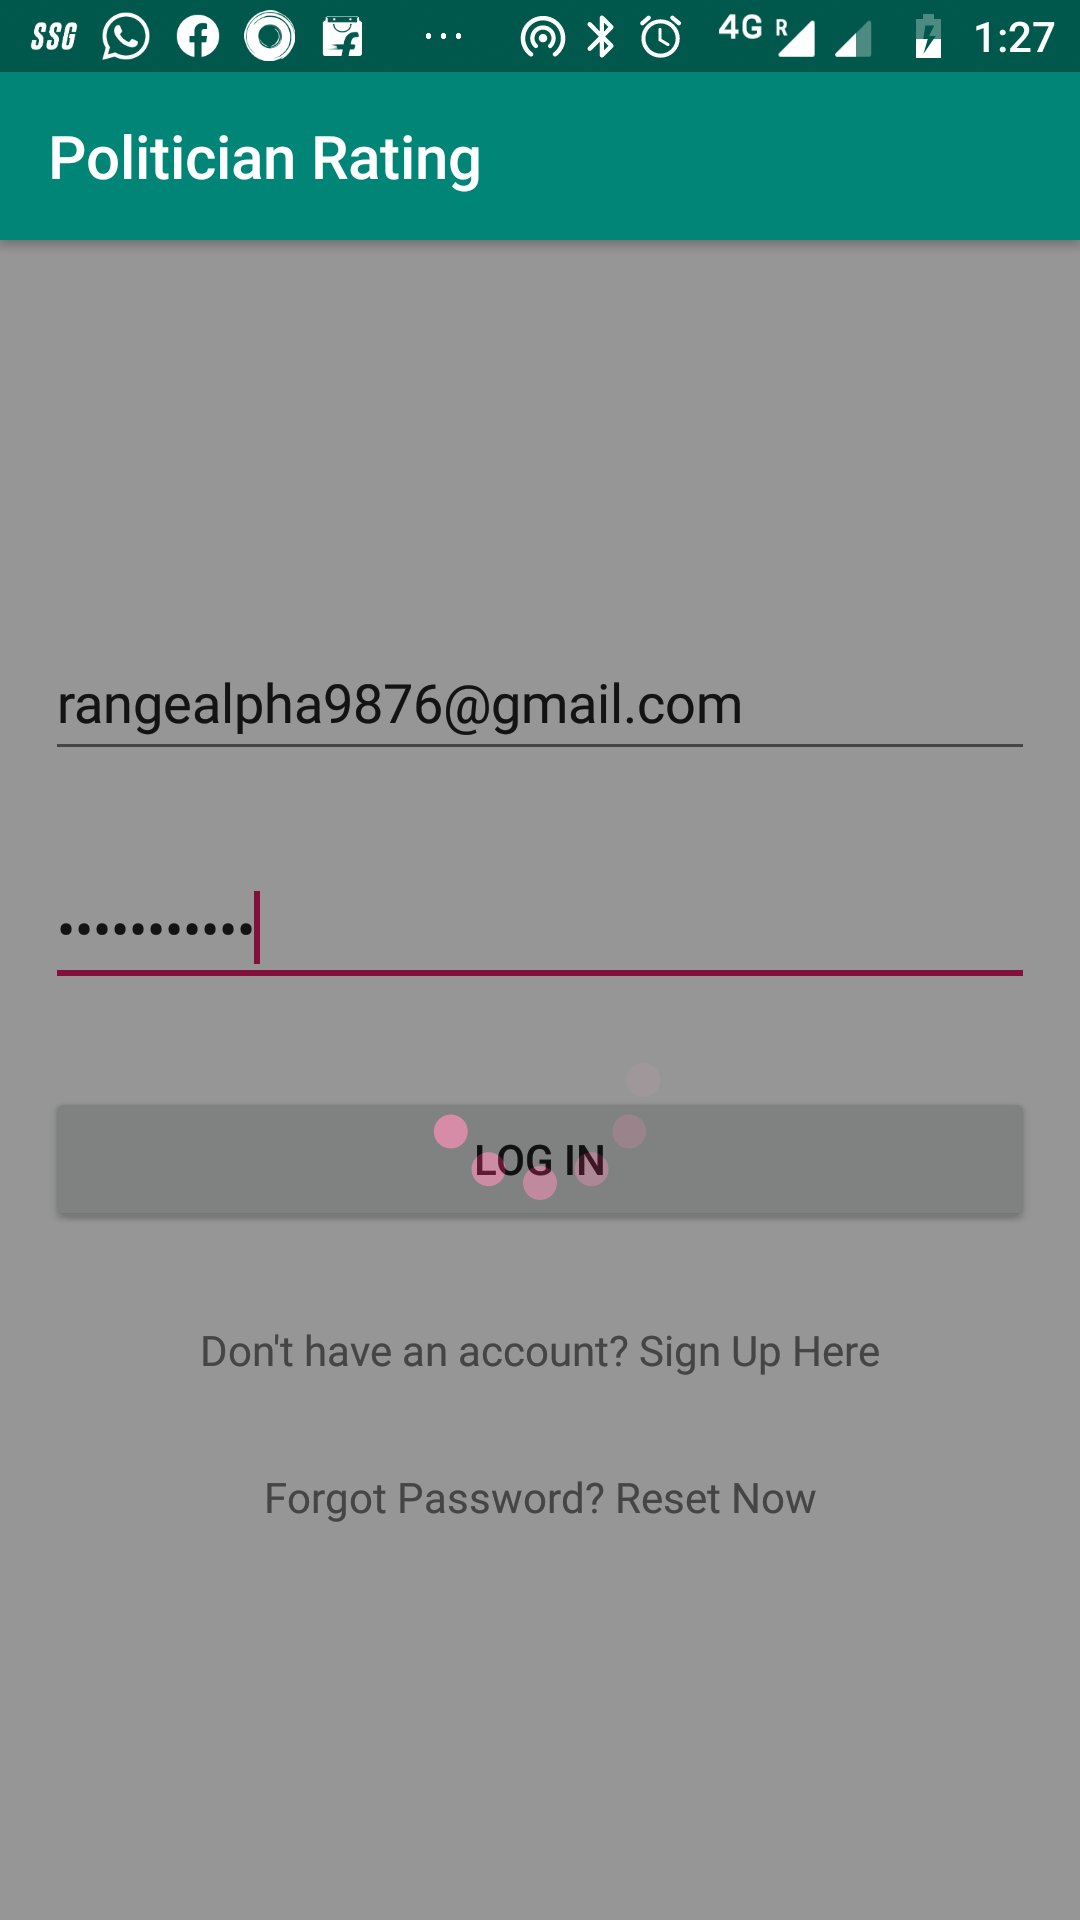 SSG 4G R 1:27
Politician Rating
rangealpha9876@gmail.com
•••••••••••
LOG IN
Don't have an account? Sign Up Here
Forgot Password? Reset Now